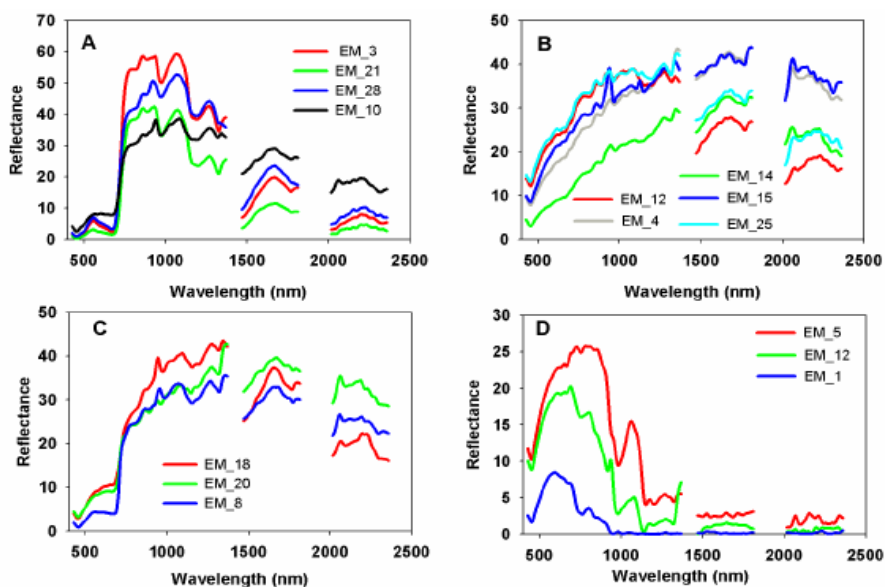 A
70
60
50
40
30
20
10
0
Reflectance
500 1000 1500 2000 2500
Wavelength (nm)
EM_3
EM_21
EM_28
EM_10
B
50
40
30
20
10
0
Reflectance
500 1000 1500 2000 2500
Wavelength (nm)
EM_12
EM_4
EM_14
EM_15
EM_25
C
50
40
30
20
10
0
Reflectance
500 1000 1500 2000 2500
Wavelength (nm)
EM_18
EM_20
EM_8
D
30
25
20
15
10
5
0
Reflectance
500 1000 1500 2000 2500
Wavelength (nm)
EM_5
EM_12
EM_1